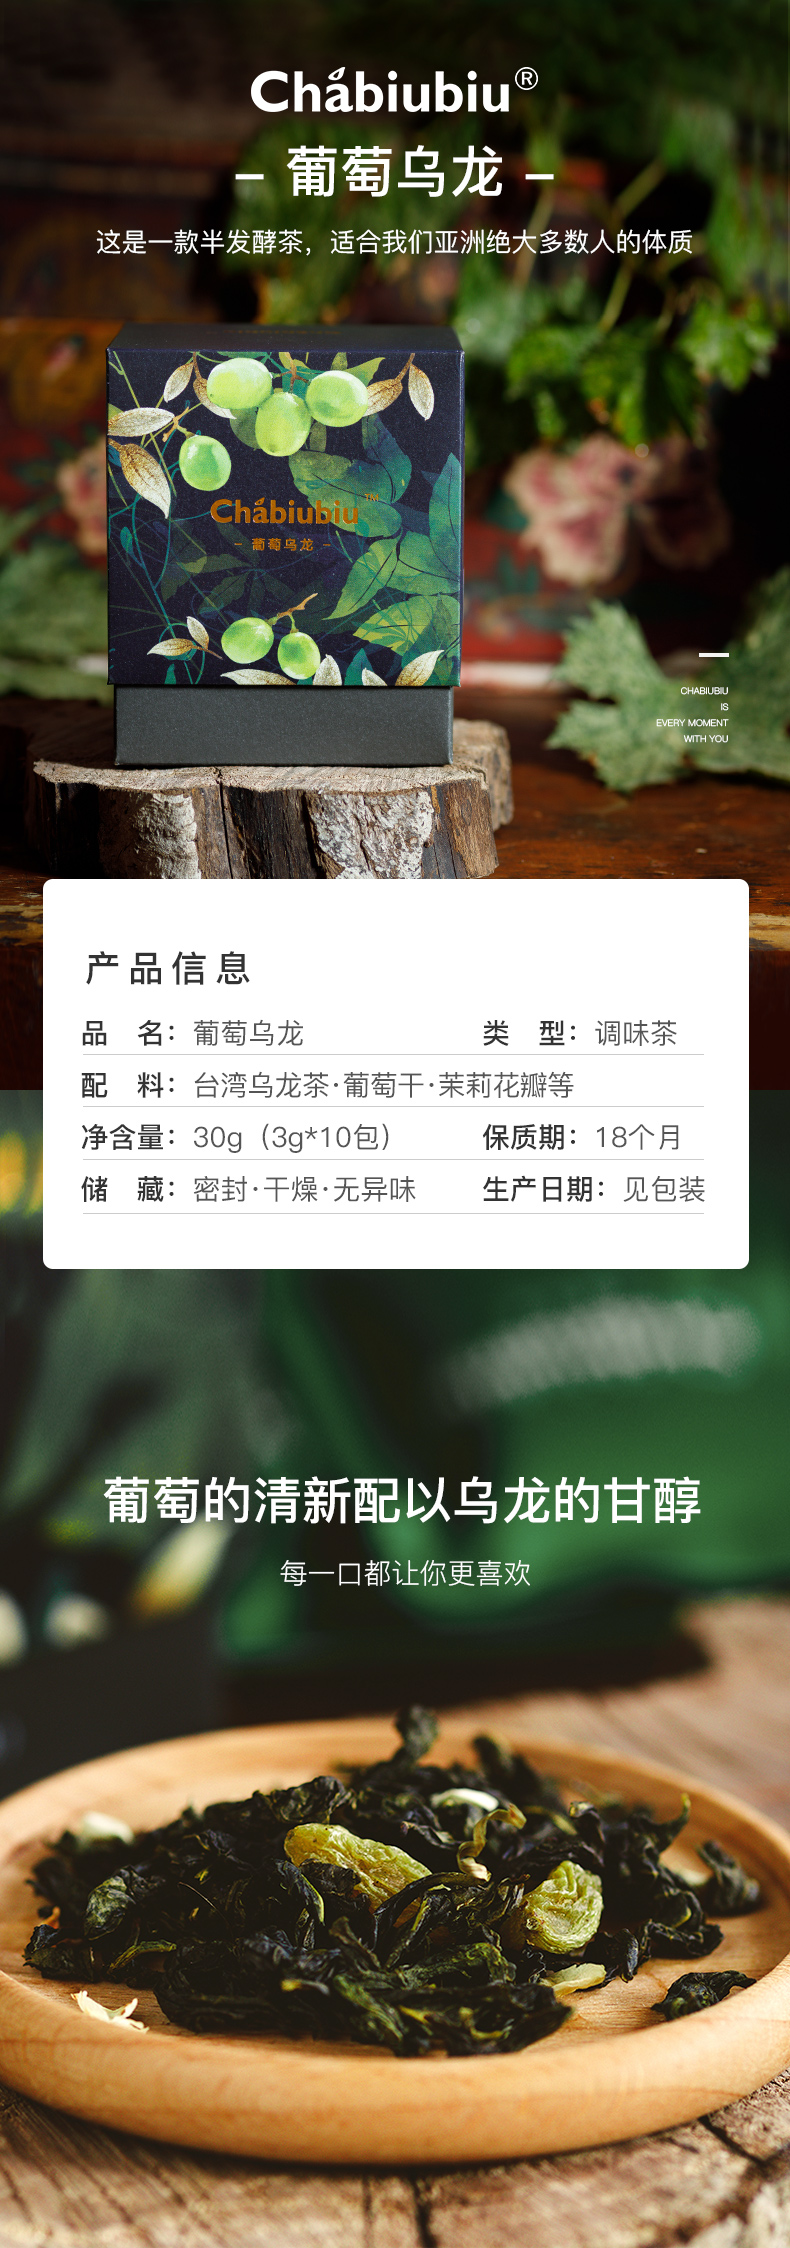 Chabiubiu®
– 葡萄乌龙 –
这是一款半发酵茶，适合我们亚洲绝大多数人的体质
Chabiubiu™
– 葡萄乌龙 –
CHABIUBIU
IS
EVERY MOMENT
WITH YOU
产品信息
品 名：葡萄乌龙 类 型：调味茶
配 料：台湾乌龙茶·葡萄干·茉莉花瓣等
净含量：30g（3g*10包） 保质期：18个月
储 藏：密封·干燥·无异味 生产日期：见包装
葡萄的清新配以乌龙的甘醇
每一口都让你更喜欢